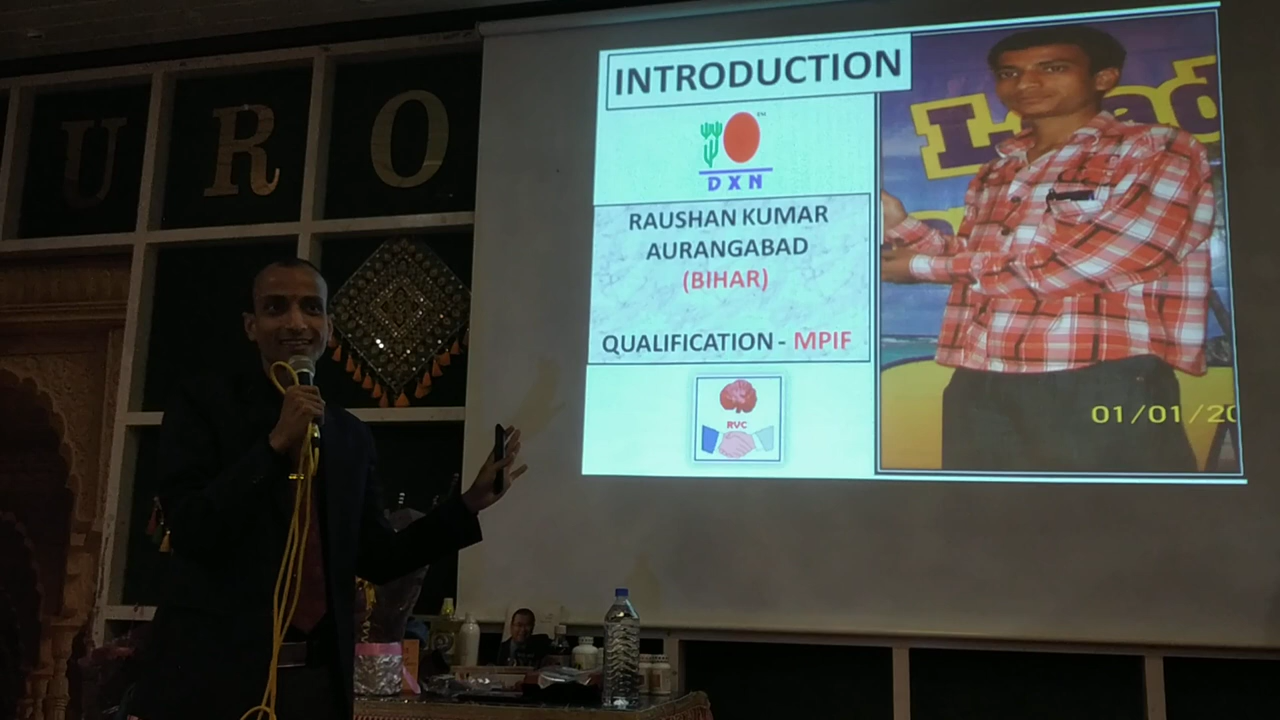 URO
INTRODUCTION
DXN
RAUSHAN KUMAR
AURANGABAD
(BIHAR)
QUALIFICATION - MPIF
RVC
01/01/20